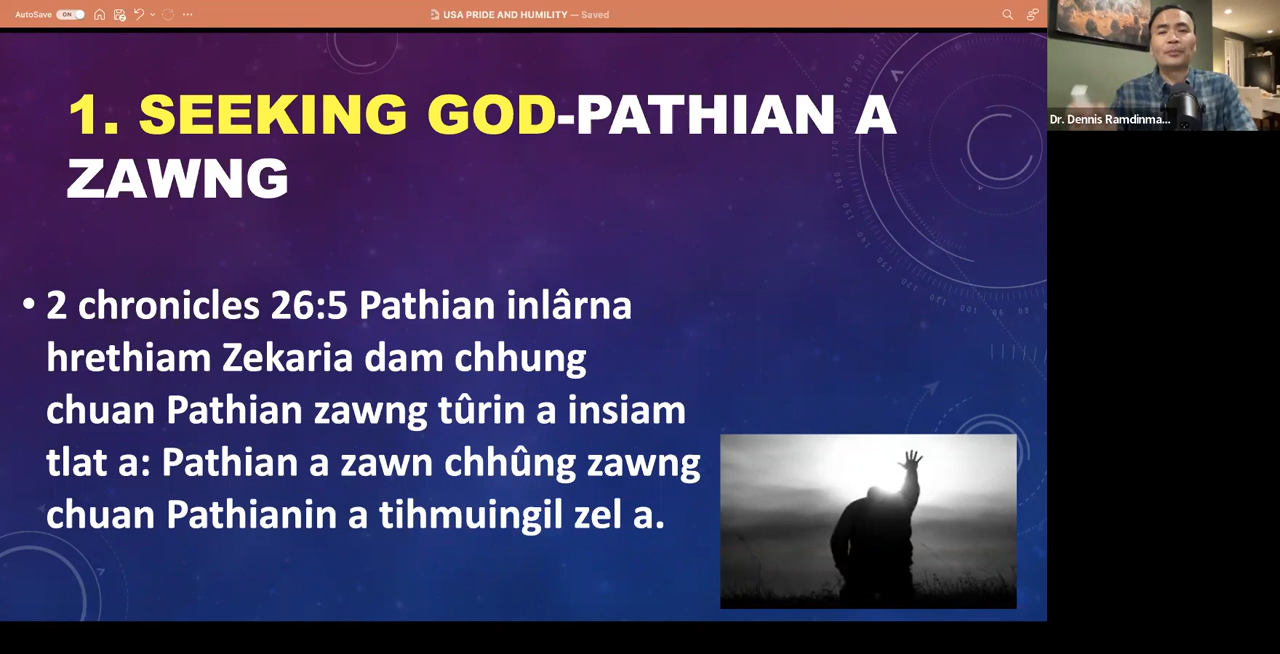 AutoSave ON USA PRIDE AND HUMILITY — Saved
1. SEEKING GOD-PATHIAN A
ZAWNG
• 2 chronicles 26:5 Pathian inlârna
hrethiam Zekaria dam chhung
chuan Pathian zawng tûrin a insiam
tlat a: Pathian a zawn chhûng zawng
chuan Pathianin a tihmuingil zel a.
Dr. Dennis Ramdinma...